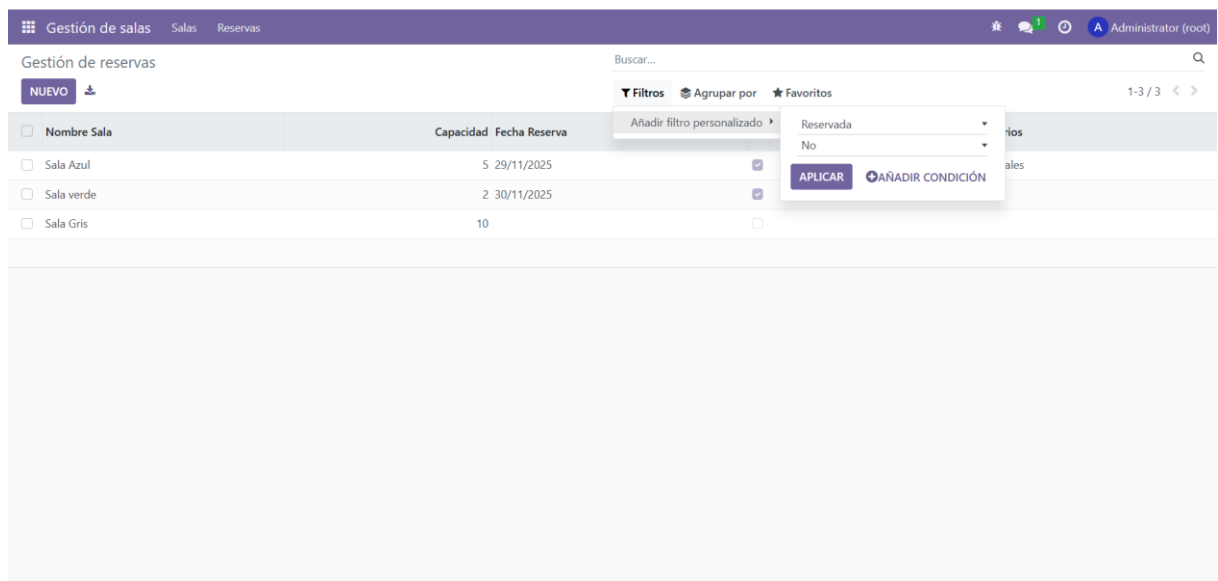 Gestión de salas Salas Reservas 1 A Administrator (root)
Gestión de reservas Buscar...
NUEVO Filtros Agrupar por Favoritos 1-3 / 3
Añadir filtro personalizado Reservada
No
APLICAR AÑADIR CONDICIÓN
Nombre Sala Capacidad Fecha Reserva
Sala Azul 5 29/11/2025
Sala verde 2 30/11/2025
Sala Gris 10